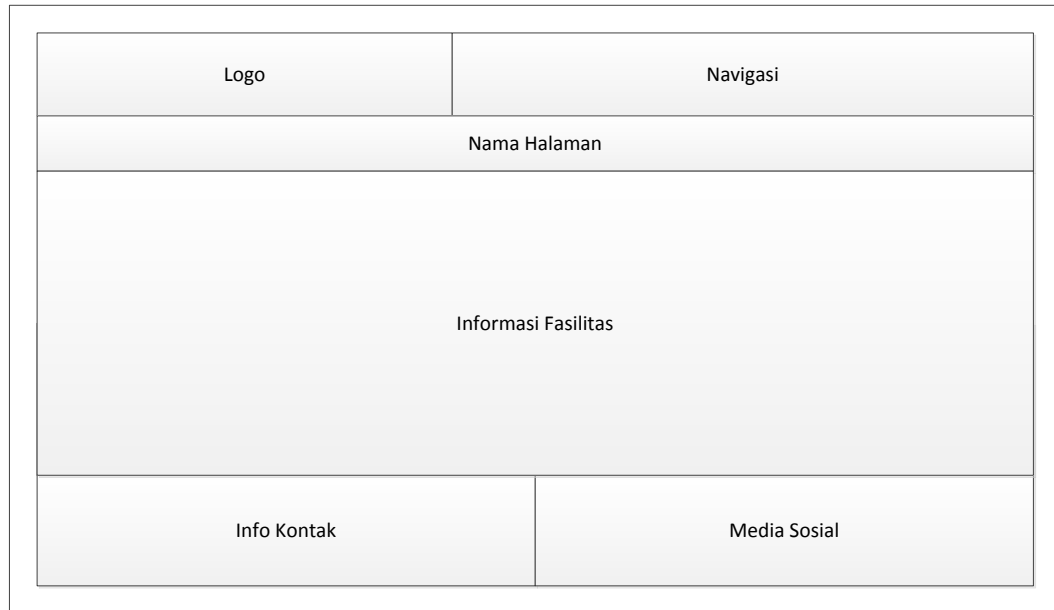 Logo
Navigasi
Nama Halaman
Informasi Fasilitas
Info Kontak
Media Sosial